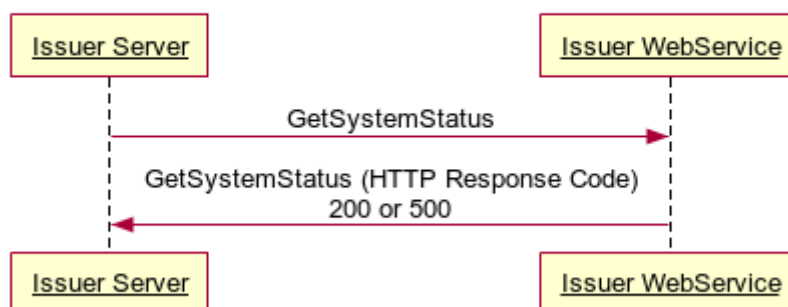 Issuer Server
Issuer WebService
GetSystemStatus
GetSystemStatus (HTTP Response Code)
200 or 500
Issuer Server
Issuer WebService